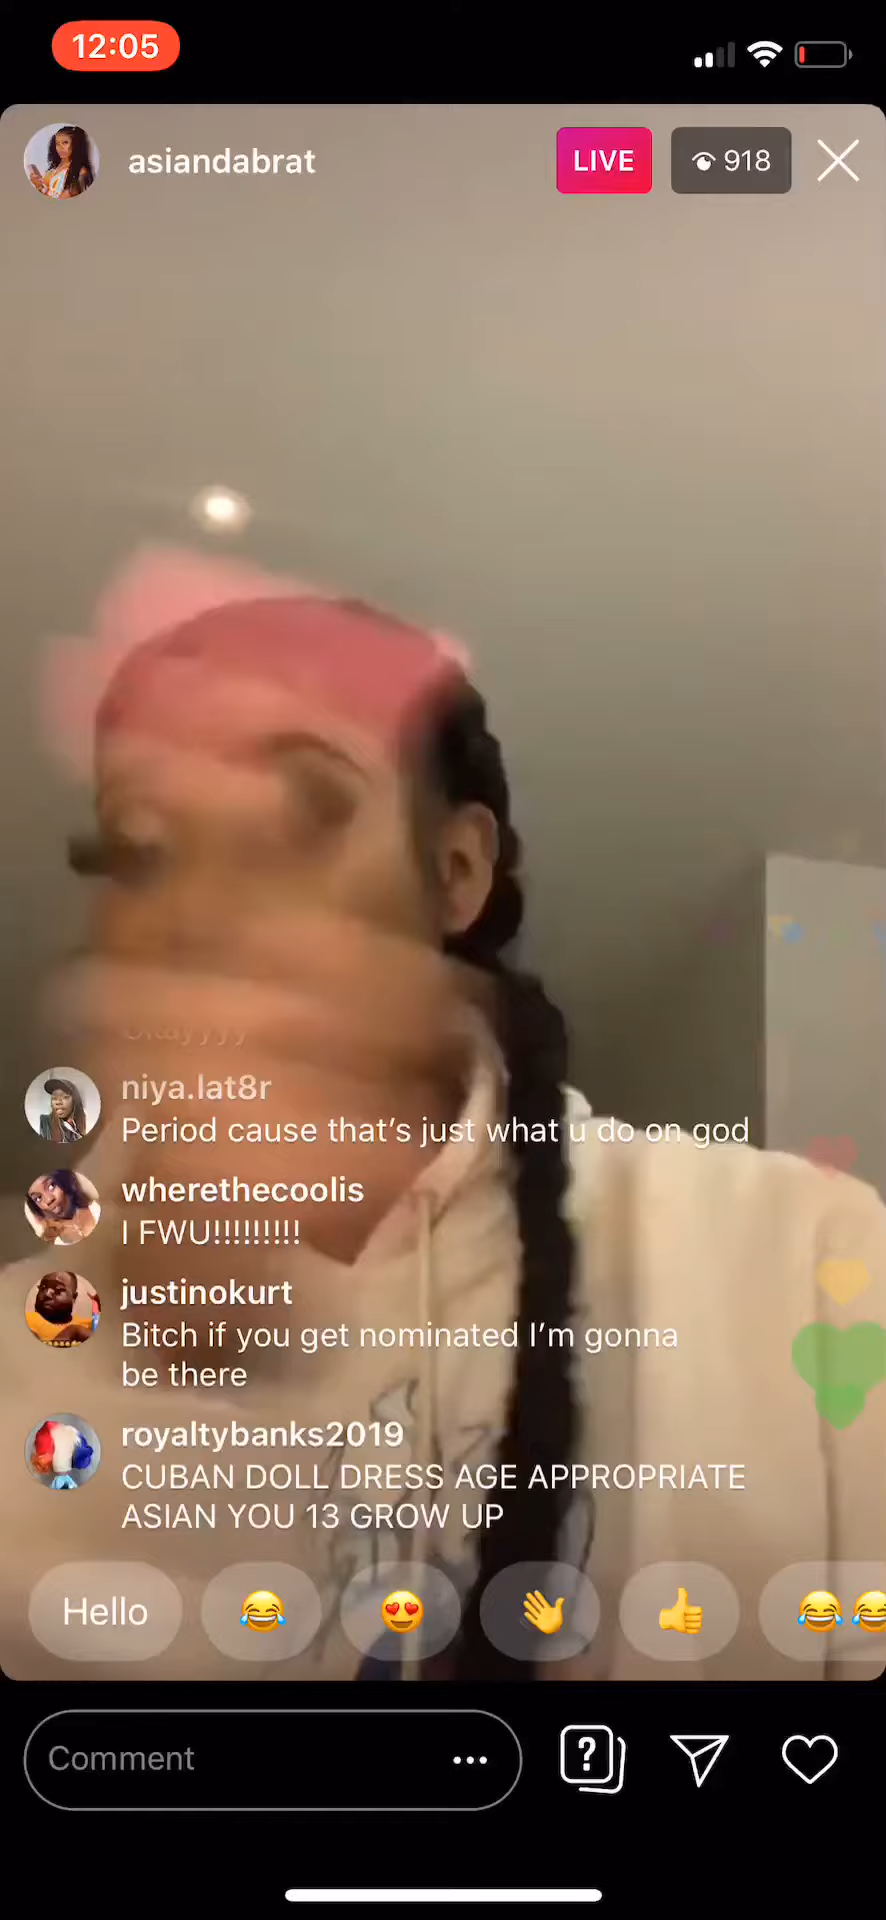 12:05
asiandabrat
LIVE
918
niya.lat8r
Period cause that's just what u do on god
wherethecoolis
I FWU!!!!!!!!!
justinokurt
Bitch if you get nominated I'm gonna
be there
royaltybanks2019
CUBAN DOLL DRESS AGE APPROPRIATE
ASIAN YOU 13 GROW UP
Hello 😂 😍 👋 👍 😂😂
Comment